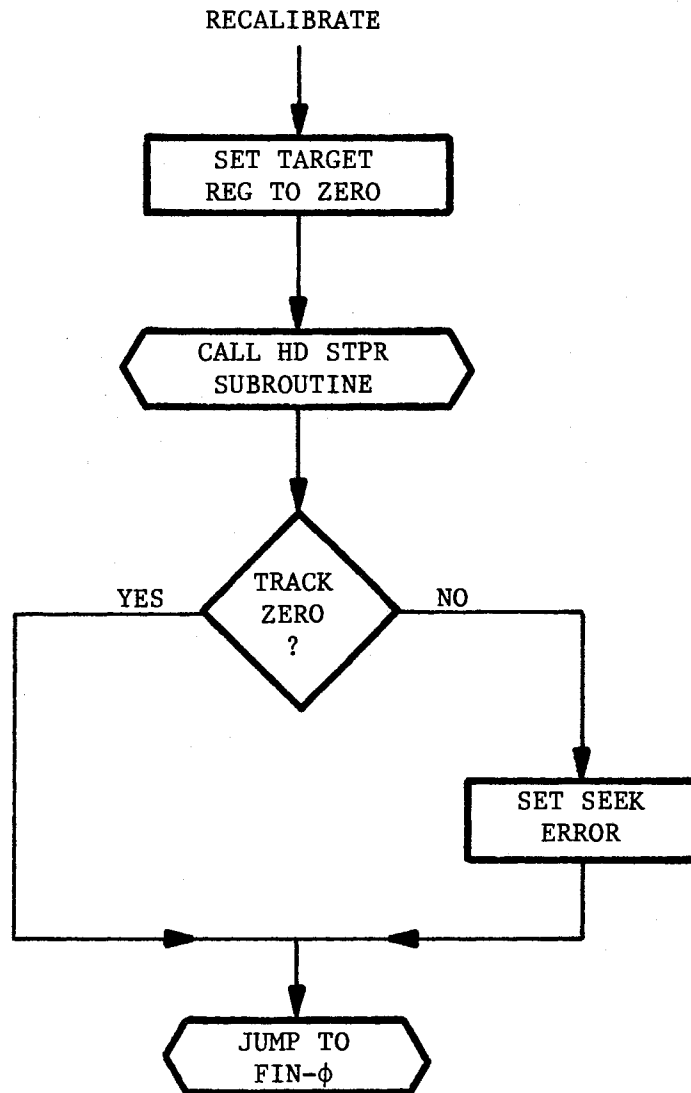 RECALIBRATE
SET TARGET
REG TO ZERO
CALL HD STPR
SUBROUTINE
TRACK
ZERO
?
YES
NO
SET SEEK
ERROR
JUMP TO
FIN-ϕ